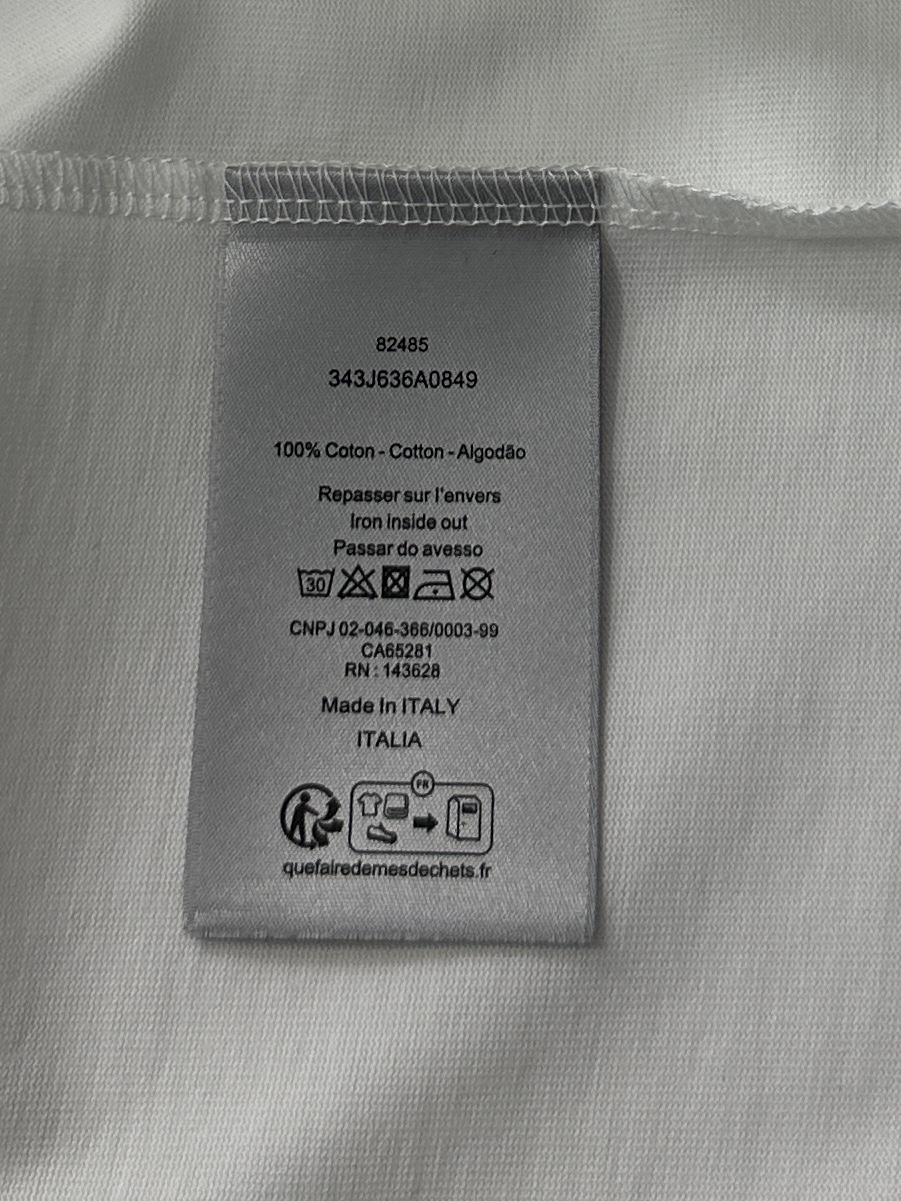 82485
343J636A0849
100% Coton - Cotton - Algodão
Repasser sur l'envers
Iron inside out
Passar do avesso
30
CNPJ 02-046-366/0003-99
CA65281
RN : 143628
Made In ITALY
ITALIA
FR
quefairedemesdechets.fr